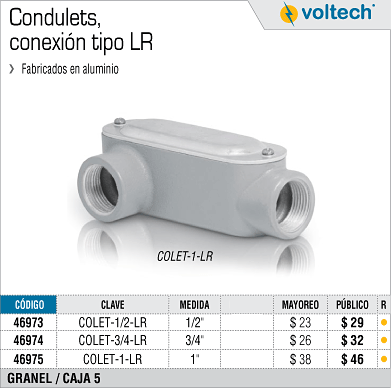 Condulets,
conexión tipo LR
voltech®
❯ Fabricados en aluminio
COLET-1-LR
CÓDIGO CLAVE MEDIDA MAYOREO PÚBLICO R
46973 COLET-1/2-LR 1/2" $ 23 $ 29
46974 COLET-3/4-LR 3/4" $ 26 $ 32
46975 COLET-1-LR 1" $ 38 $ 46
GRANEL / CAJA 5